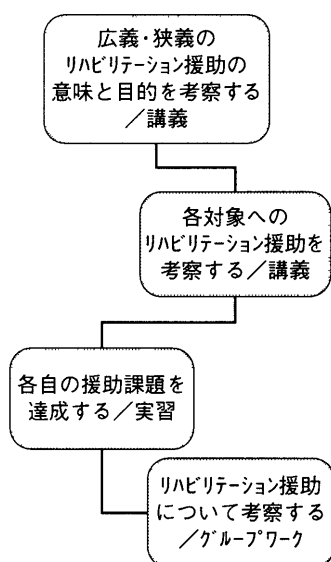 広義・狭義の
ﾘﾊﾋﾞﾘﾃｰｼｮﾝ援助の
意味と目的を考察する
／講義
各対象への
ﾘﾊﾋﾞﾘﾃｰｼｮﾝ援助を
考察する／講義
各自の援助課題を
達成する／実習
ﾘﾊﾋﾞﾘﾃｰｼｮﾝ援助
について考察する
／ｸﾞﾙｰﾌﾟﾜｰｸ